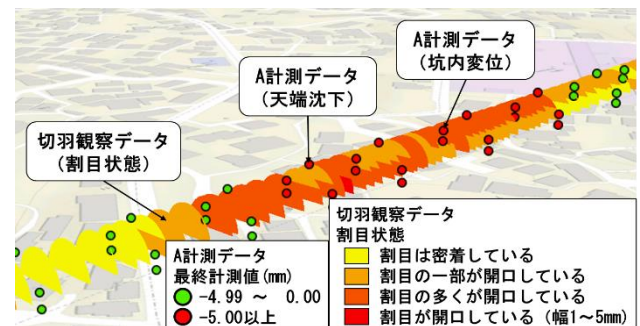 A計測データ
(坑内変位)
A計測データ
(天端沈下)
切羽観察データ
(割目状態)
A計測データ
最終計測値(mm)
-4.99 ～ 0.00
-5.00以上
切羽観察データ
割目状態
割目は密着している
割目の一部が開口している
割目の多くが開口している
割目が開口している (幅1～5mm)